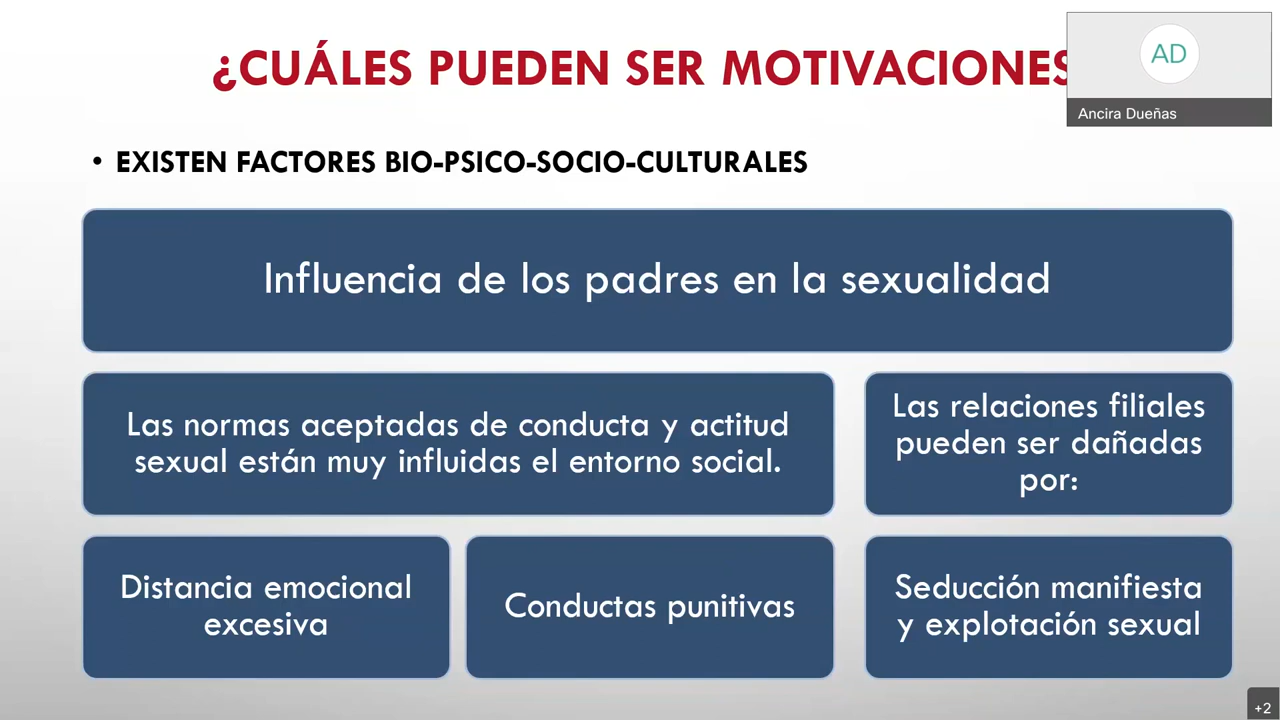 ¿CUÁLES PUEDEN SER MOTIVACIONES
AD
Ancira Dueñas
• EXISTEN FACTORES BIO-PSICO-SOCIO-CULTURALES
Influencia de los padres en la sexualidad
Las normas aceptadas de conducta y actitud
sexual están muy influidas el entorno social.
Las relaciones filiales
pueden ser dañadas
por:
Distancia emocional
excesiva
Conductas punitivas
Seducción manifiesta
y explotación sexual
+2